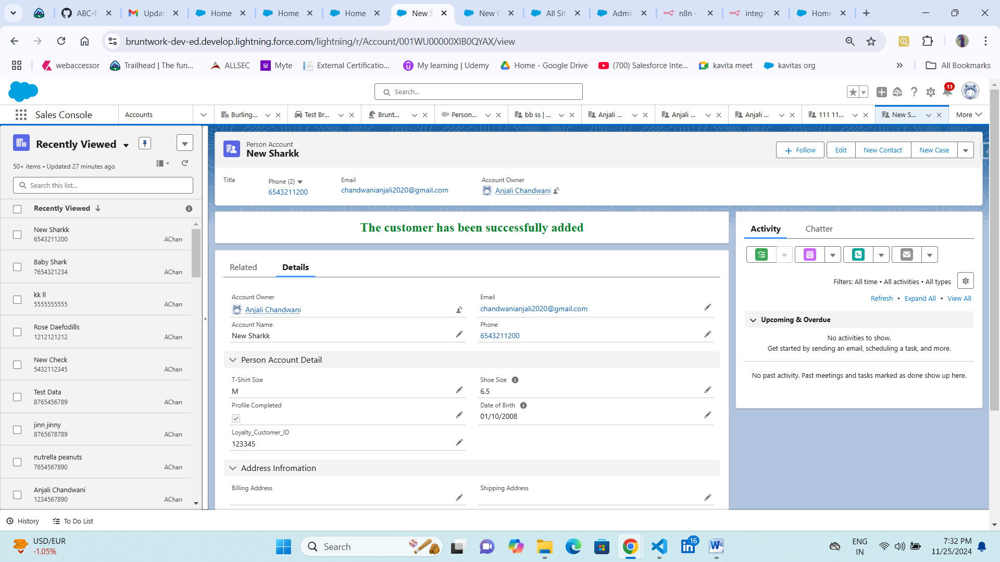 ABC-F
Updat
Home
Home
Home
New S
New C
All Sit
Admi
n8n -
integr
Home
bruntwork-dev-ed.develop.lightning.force.com/lightning/r/Account/001WU00000XIB0QYAX/view
webaccessor
Trailhead | The fun...
ALLSEC
Myte
External Certificatio...
My learning | Udemy
Home - Google Drive
(700) Salesforce Inte...
kavita meet
kavitas org
All Bookmarks
Search...
13
Sales Console
Accounts
Burling...
Test Br...
Brunt...
Person...
bb ss | ...
Anjali ...
Anjali ...
Anjali ...
111 11...
New S...
More
Recently Viewed
50+ items • Updated 27 minutes ago
Search this list...
Recently Viewed
New Sharkk
6543211200
AChan
Baby Shark
7654321234
AChan
kk ll
5555555555
AChan
Rose Daefodills
1212121212
AChan
New Check
5432112345
AChan
Test Data
8765456789
AChan
jinn jinny
8765678789
AChan
nutrella peanuts
7654567890
AChan
Anjali Chandwani
1234567890
AChan
Person Account
New Sharkk
Follow
Edit
New Contact
New Case
Title
Phone (2)
6543211200
Email
chandwanianjali2020@gmail.com
Account Owner
Anjali Chandwani
The customer has been successfully added
Related
Details
Account Owner
Anjali Chandwani
Email
chandwanianjali2020@gmail.com
Account Name
New Sharkk
Phone
6543211200
Person Account Detail
T-Shirt Size
M
Shoe Size
6.5
Profile Completed
Date of Birth
01/10/2008
Loyalty_Customer_ID
123345
Address Infromation
Billing Address
Shipping Address
Activity
Chatter
Filters: All time • All activities • All types
Refresh • Expand All • View All
Upcoming & Overdue
No activities to show.
Get started by sending an email, scheduling a task, and more.
No past activity. Past meetings and tasks marked as done show up here.
History
To Do List
USD/EUR
-1.05%
Search
16
ENG
IN
7:32 PM
11/25/2024